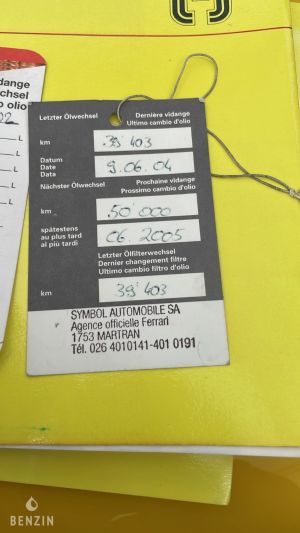 dange
chsel
o olio
02
L
L
L
L
L
Letzter Ölwechsel
Dernière vidange
Ultimo cambio d'olio
km
39'403
Datum
Date
Data
9.06.04
Nächster Ölwechsel
Prochaine vidange
Prossimo cambio d'olio
km
50'000
spätestens
au plus tard
al più tardi
06.2005
Letzter Ölfilterwechsel
Dernier changement filtre
Ultimo cambio filtro d'olio
km
39'403
SYMBOL AUTOMOBILE SA
Agence officielle Ferrari
1753 MARTRAN
Tél. 026 4010141-401 0191
BENZIN